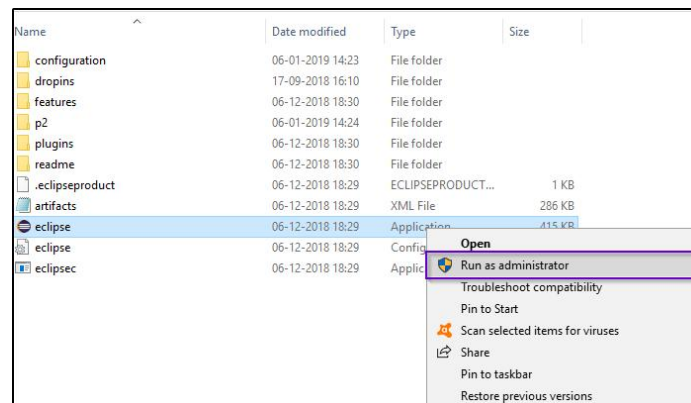 Name Date modified Type Size
configuration 06-01-2019 14:23 File folder
dropins 17-09-2018 16:10 File folder
features 06-12-2018 18:30 File folder
p2 06-01-2019 14:24 File folder
plugins 06-12-2018 18:30 File folder
readme 06-12-2018 18:30 File folder
.eclipseproduct 06-12-2018 18:29 ECLIPSEPRODUCT... 1 KB
artifacts 06-12-2018 18:29 XML File 286 KB
eclipse 06-12-2018 18:29 Application 415 KB
eclipse 06-12-2018 18:29 Config
eclipsec 06-12-2018 18:29 Applic
Open
Run as administrator
Troubleshoot compatibility
Pin to Start
Scan selected items for viruses
Share
Pin to taskbar
Restore previous versions